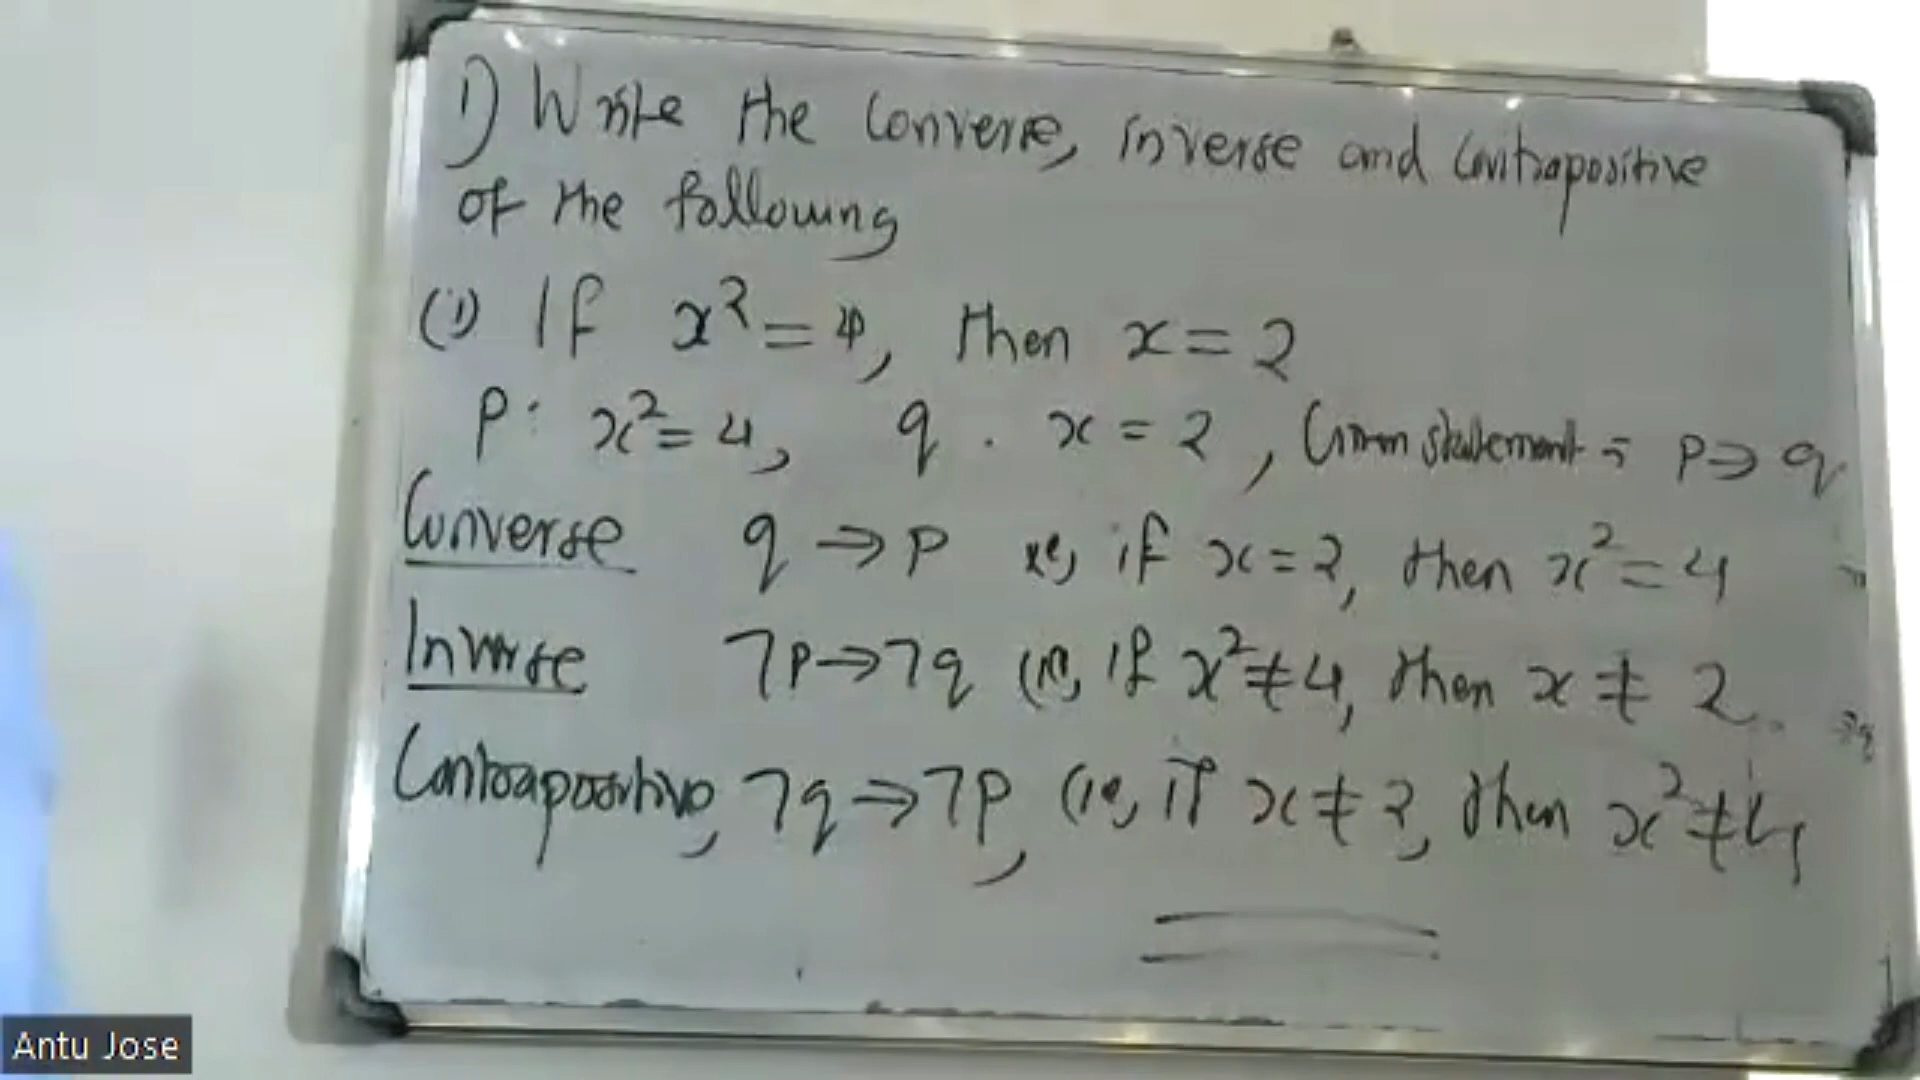 1) Write the converse, inverse and contrapositive
of the following
(i) If x² = 4, then x = 2
p: x² = 4, q. x = 2, Given statement = p → q
Converse q → p ie, if x = 2, then x² = 4
Inverse ¬p → ¬q (ie, if x² ≠ 4, then x ≠ 2.
Contrapositive, ¬q → ¬p, (ie, if x ≠ 2, then x² ≠ 4
Antu Jose